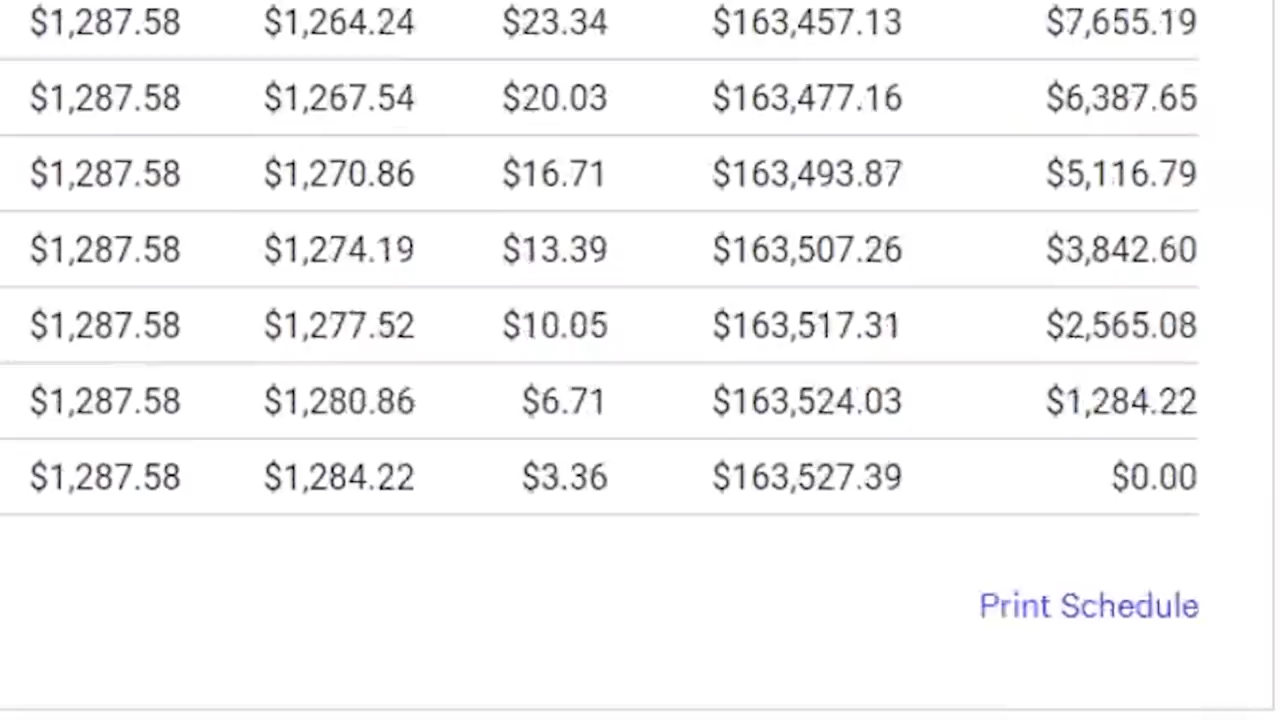 $1,287.58 $1,264.24 $23.34 $163,457.13 $7,655.19
$1,287.58 $1,267.54 $20.03 $163,477.16 $6,387.65
$1,287.58 $1,270.86 $16.71 $163,493.87 $5,116.79
$1,287.58 $1,274.19 $13.39 $163,507.26 $3,842.60
$1,287.58 $1,277.52 $10.05 $163,517.31 $2,565.08
$1,287.58 $1,280.86 $6.71 $163,524.03 $1,284.22
$1,287.58 $1,284.22 $3.36 $163,527.39 $0.00
Print Schedule